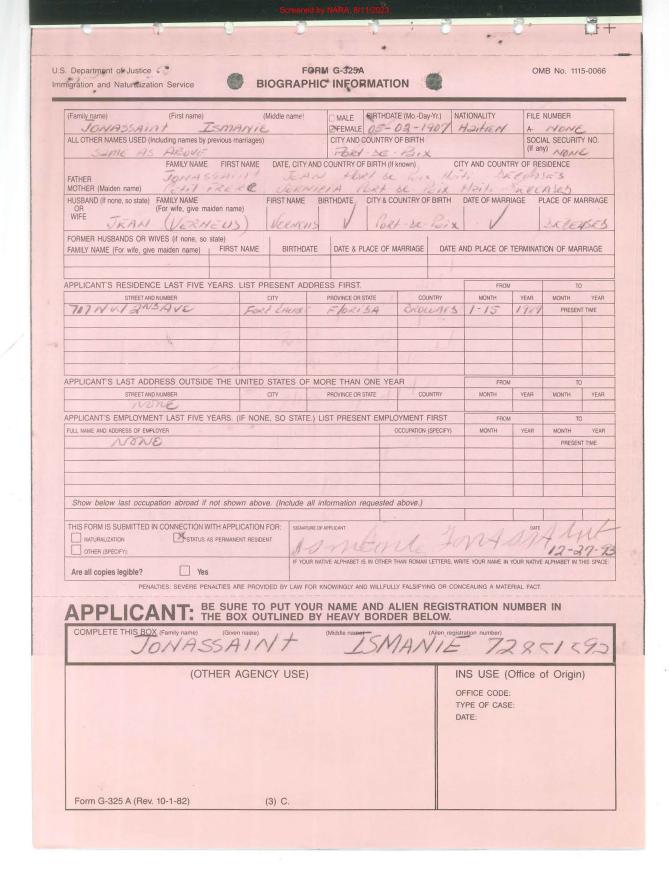 Screened by NARA, 8/11/2023
U.S. Department of Justice
Immigration and Naturalization Service
FORM G-325A
BIOGRAPHIC INFORMATION
OMB No. 1115-0066
(Family name) (First name) (Middle name) □ MALE BIRTHDATE (Mo.-Day-Yr.) NATIONALITY FILE NUMBER
JONASSAINT ISMANIE ☒ FEMALE 05-02-1907 HAITIEN A- NONE
ALL OTHER NAMES USED (Including names by previous marriages) CITY AND COUNTRY OF BIRTH SOCIAL SECURITY NO.
SAME AS ABOVE PORT-DE-PAIX (If any) NONE
FAMILY NAME FIRST NAME DATE, CITY AND COUNTRY OF BIRTH (If known) CITY AND COUNTRY OF RESIDENCE
FATHER JONASSAINT JEAN PORT DE PAIX Haiti
MOTHER (Maiden name) Petit FRERE PORT DE PAIX Haiti
HUSBAND (If none, so state) FAMILY NAME FIRST NAME BIRTHDATE CITY & COUNTRY OF BIRTH DATE OF MARRIAGE PLACE OF MARRIAGE
OR (For wife, give maiden name)
WIFE JEAN (VERNEUS) VERNEUS PORT-DE-PAIX
FORMER HUSBANDS OR WIVES (if none, so state)
FAMILY NAME (For wife, give maiden name) FIRST NAME BIRTHDATE DATE & PLACE OF MARRIAGE DATE AND PLACE OF TERMINATION OF MARRIAGE
APPLICANT'S RESIDENCE LAST FIVE YEARS. LIST PRESENT ADDRESS FIRST. FROM TO
STREET AND NUMBER CITY PROVINCE OR STATE COUNTRY MONTH YEAR MONTH YEAR
707 N.W 2nd AVE FORT FLORIDA 1-15 PRESENT TIME
APPLICANT'S LAST ADDRESS OUTSIDE THE UNITED STATES OF MORE THAN ONE YEAR FROM TO
STREET AND NUMBER CITY PROVINCE OR STATE COUNTRY MONTH YEAR MONTH YEAR
NONE
APPLICANT'S EMPLOYMENT LAST FIVE YEARS. (IF NONE, SO STATE.) LIST PRESENT EMPLOYMENT FIRST FROM TO
FULL NAME AND ADDRESS OF EMPLOYER OCCUPATION (SPECIFY) MONTH YEAR MONTH YEAR
NONE PRESENT TIME
Show below last occupation abroad if not shown above. (Include all information requested above.)
THIS FORM IS SUBMITTED IN CONNECTION WITH APPLICATION FOR: SIGNATURE OF APPLICANT DATE
□ NATURALIZATION ☒ STATUS AS PERMANENT RESIDENT
□ OTHER (SPECIFY): 12-27-93
IF YOUR NATIVE ALPHABET IS IN OTHER THAN ROMAN LETTERS, WRITE YOUR NAME IN YOUR NATIVE ALPHABET IN THIS SPACE:
Are all copies legible? □ Yes
PENALTIES: SEVERE PENALTIES ARE PROVIDED BY LAW FOR KNOWINGLY AND WILLFULLY FALSIFYING OR CONCEALING A MATERIAL FACT.
APPLICANT: BE SURE TO PUT YOUR NAME AND ALIEN REGISTRATION NUMBER IN
THE BOX OUTLINED BY HEAVY BORDER BELOW.
COMPLETE THIS BOX (Family name) (Given name) (Middle name) (Alien registration number)
JONASSAINT ISMANIE
(OTHER AGENCY USE) INS USE (Office of Origin)
OFFICE CODE:
TYPE OF CASE:
DATE:
Form G-325 A (Rev. 10-1-82) (3) C.